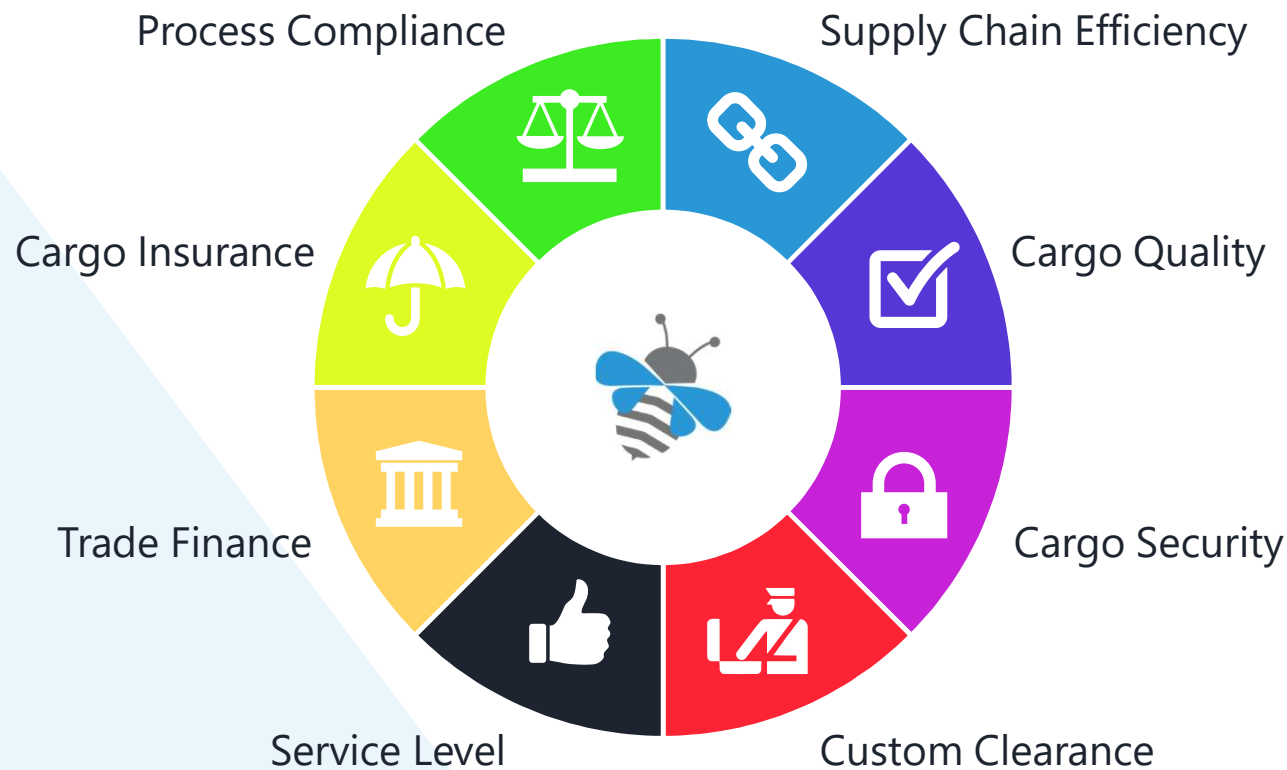 Process Compliance
Supply Chain Efficiency
Cargo Insurance
Cargo Quality
Trade Finance
Cargo Security
Service Level
Custom Clearance